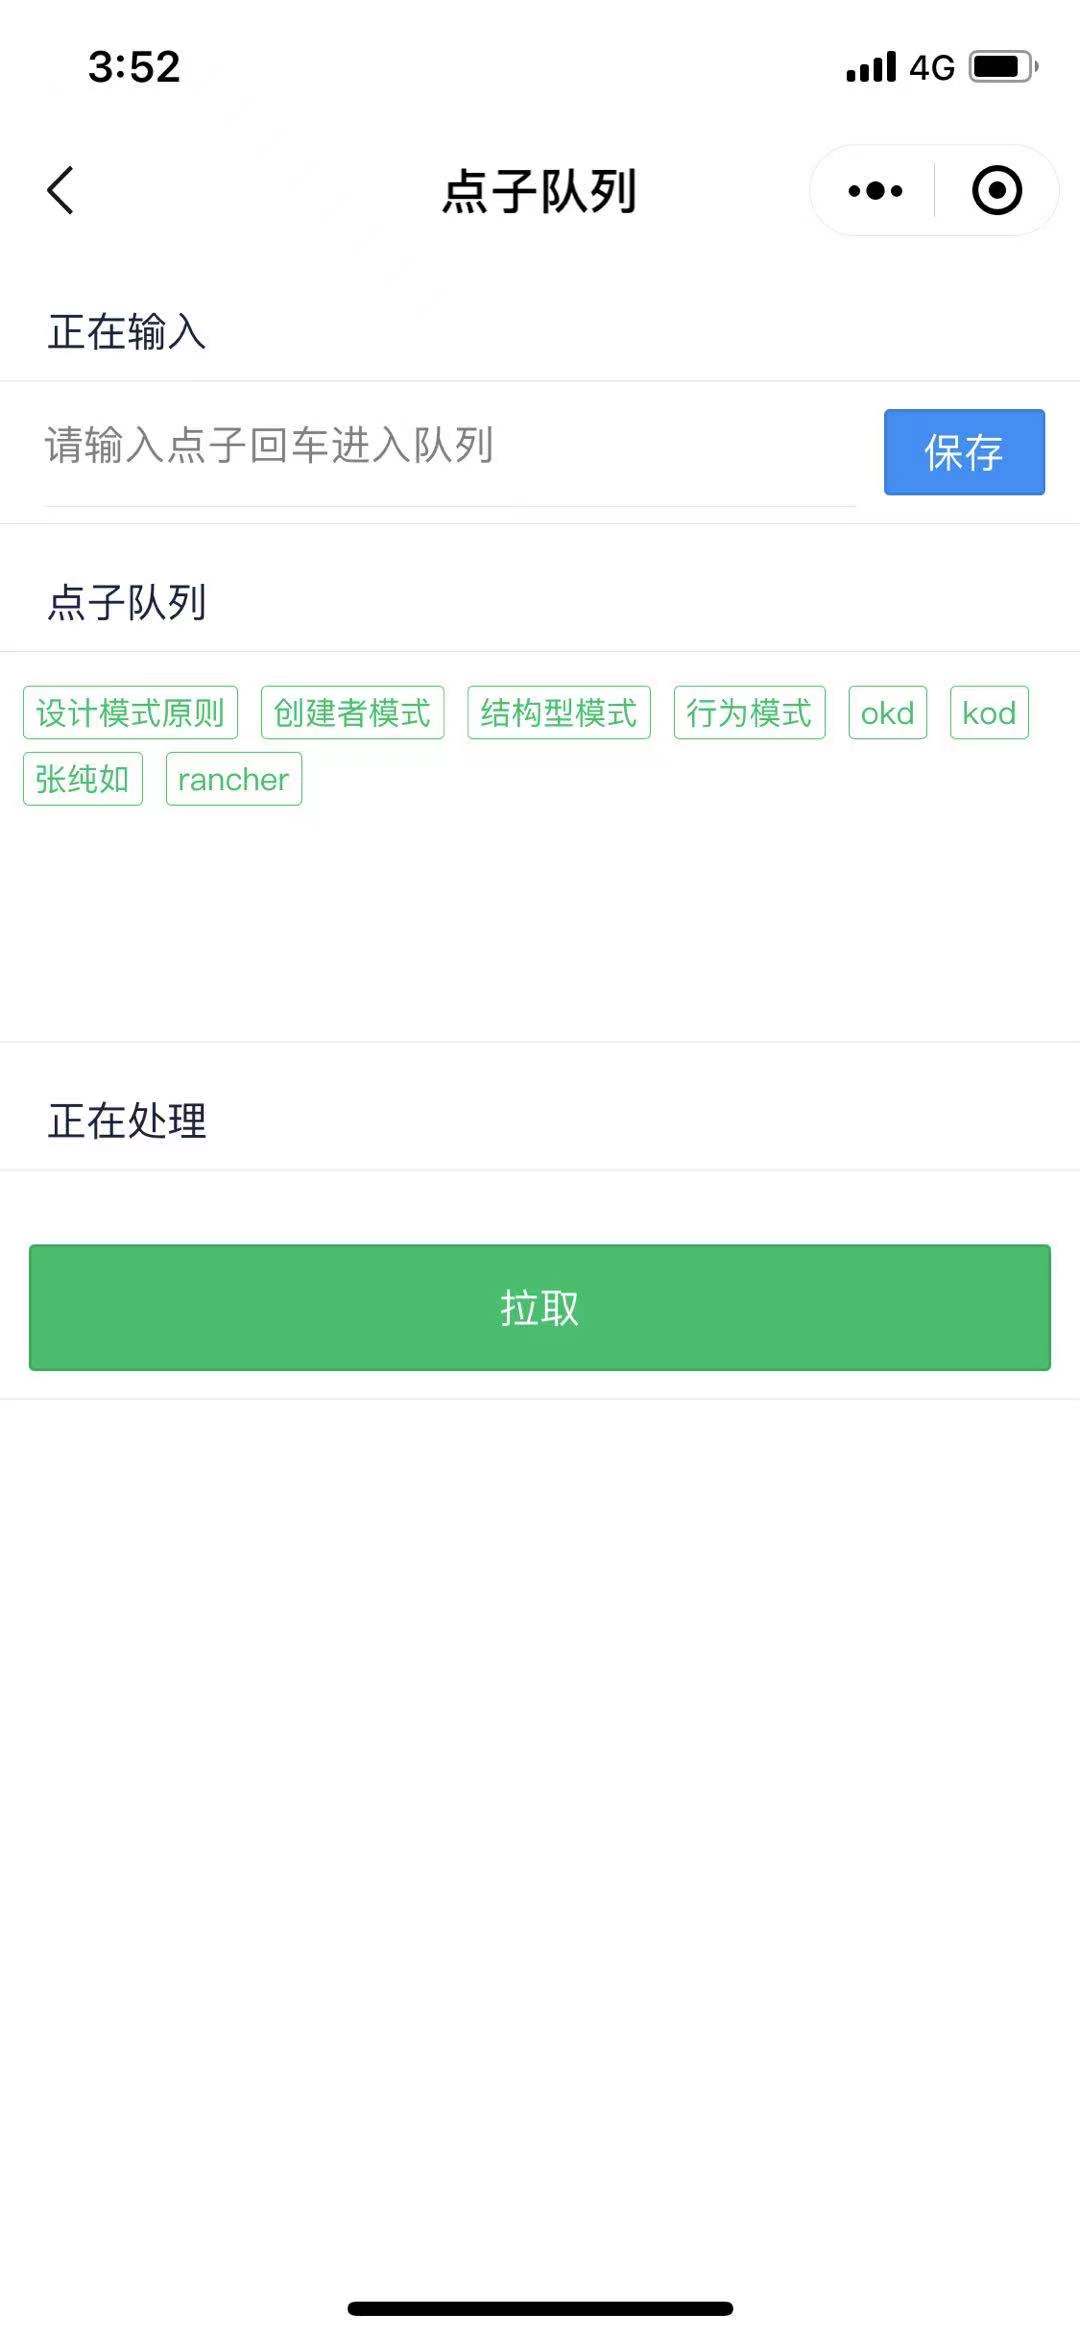 3:52 4G
点子队列
正在输入
请输入点子回车进入队列 保存
点子队列
设计模式原则 创建者模式 结构型模式 行为模式 okd kod
张纯如 rancher
正在处理
拉取